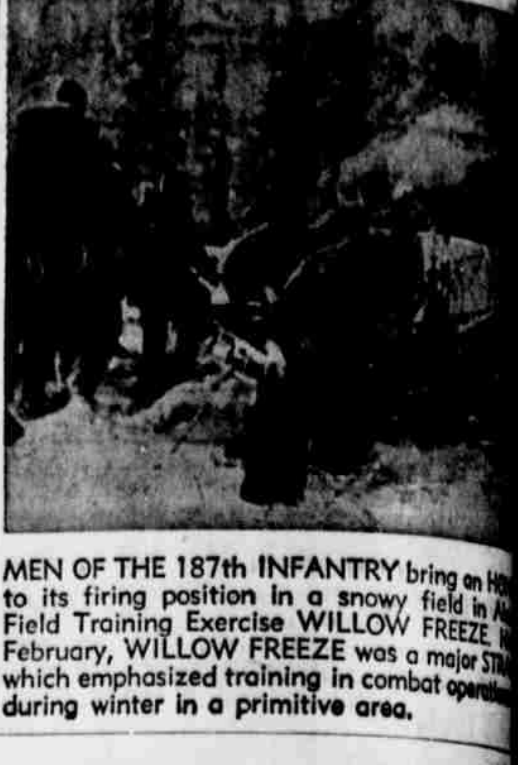 MEN OF THE 187th INFANTRY bring an
to its firing position in a snowy field in
Field Training Exercise WILLOW FREEZE.
February, WILLOW FREEZE was a major
which emphasized training in combat
during winter in a primitive area.